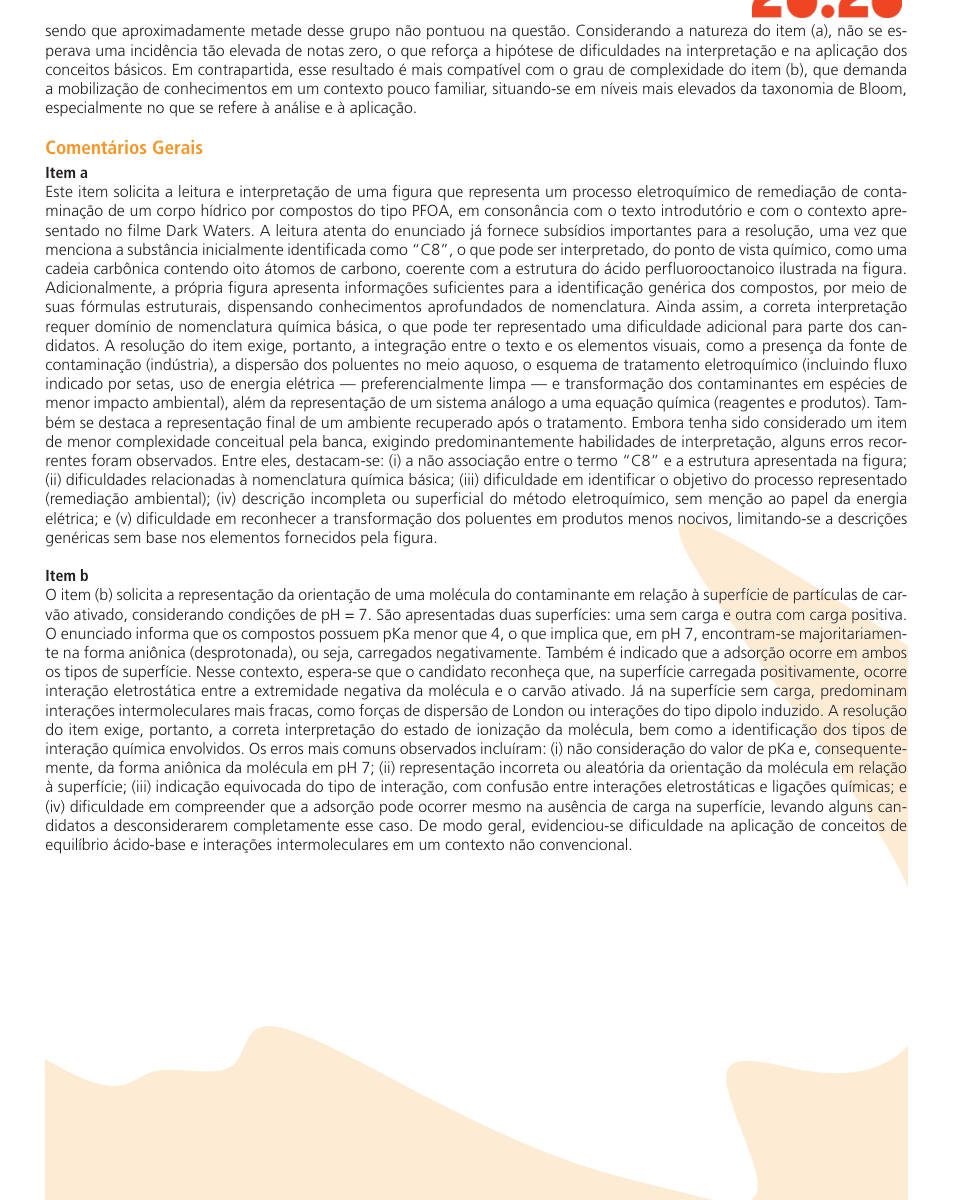 sendo que aproximadamente metade desse grupo não pontuou na questão. Considerando a natureza do item (a), não se es-
perava uma incidência tão elevada de notas zero, o que reforça a hipótese de dificuldades na interpretação e na aplicação dos
conceitos básicos. Em contrapartida, esse resultado é mais compatível com o grau de complexidade do item (b), que demanda
a mobilização de conhecimentos em um contexto pouco familiar, situando-se em níveis mais elevados da taxonomia de Bloom,
especialmente no que se refere à análise e à aplicação.
Comentários Gerais
Item a
Este item solicita a leitura e interpretação de uma figura que representa um processo eletroquímico de remediação de conta-
minação de um corpo hídrico por compostos do tipo PFOA, em consonância com o texto introdutório e com o contexto apre-
sentado no filme Dark Waters. A leitura atenta do enunciado já fornece subsídios importantes para a resolução, uma vez que
menciona a substância inicialmente identificada como “C8”, o que pode ser interpretado, do ponto de vista químico, como uma
cadeia carbônica contendo oito átomos de carbono, coerente com a estrutura do ácido perfluorooctanoico ilustrada na figura.
Adicionalmente, a própria figura apresenta informações suficientes para a identificação genérica dos compostos, por meio de
suas fórmulas estruturais, dispensando conhecimentos aprofundados de nomenclatura. Ainda assim, a correta interpretação
requer domínio de nomenclatura química básica, o que pode ter representado uma dificuldade adicional para parte dos can-
didatos. A resolução do item exige, portanto, a integração entre o texto e os elementos visuais, como a presença da fonte de
contaminação (indústria), a dispersão dos poluentes no meio aquoso, o esquema de tratamento eletroquímico (incluindo fluxo
indicado por setas, uso de energia elétrica — preferencialmente limpa — e transformação dos contaminantes em espécies de
menor impacto ambiental), além da representação de um sistema análogo a uma equação química (reagentes e produtos). Tam-
bém se destaca a representação final de um ambiente recuperado após o tratamento. Embora tenha sido considerado um item
de menor complexidade conceitual pela banca, exigindo predominantemente habilidades de interpretação, alguns erros recor-
rentes foram observados. Entre eles, destacam-se: (i) a não associação entre o termo “C8” e a estrutura apresentada na figura;
(ii) dificuldades relacionadas à nomenclatura química básica; (iii) dificuldade em identificar o objetivo do processo representado
(remediação ambiental); (iv) descrição incompleta ou superficial do método eletroquímico, sem menção ao papel da energia
elétrica; e (v) dificuldade em reconhecer a transformação dos poluentes em produtos menos nocivos, limitando-se a descrições
genéricas sem base nos elementos fornecidos pela figura.
Item b
O item (b) solicita a representação da orientação de uma molécula do contaminante em relação à superfície de partículas de car-
vão ativado, considerando condições de pH = 7. São apresentadas duas superfícies: uma sem carga e outra com carga positiva.
O enunciado informa que os compostos possuem pKa menor que 4, o que implica que, em pH 7, encontram-se majoritariamen-
te na forma aniônica (desprotonada), ou seja, carregados negativamente. Também é indicado que a adsorção ocorre em ambos
os tipos de superfície. Nesse contexto, espera-se que o candidato reconheça que, na superfície carregada positivamente, ocorre
interação eletrostática entre a extremidade negativa da molécula e o carvão ativado. Já na superfície sem carga, predominam
interações intermoleculares mais fracas, como forças de dispersão de London ou interações do tipo dipolo induzido. A resolução
do item exige, portanto, a correta interpretação do estado de ionização da molécula, bem como a identificação dos tipos de
interação química envolvidos. Os erros mais comuns observados incluíram: (i) não consideração do valor de pKa e, consequente-
mente, da forma aniônica da molécula em pH 7; (ii) representação incorreta ou aleatória da orientação da molécula em relação
à superfície; (iii) indicação equivocada do tipo de interação, com confusão entre interações eletrostáticas e ligações químicas; e
(iv) dificuldade em compreender que a adsorção pode ocorrer mesmo na ausência de carga na superfície, levando alguns can-
didatos a desconsiderarem completamente esse caso. De modo geral, evidenciou-se dificuldade na aplicação de conceitos de
equilíbrio ácido-base e interações intermoleculares em um contexto não convencional.